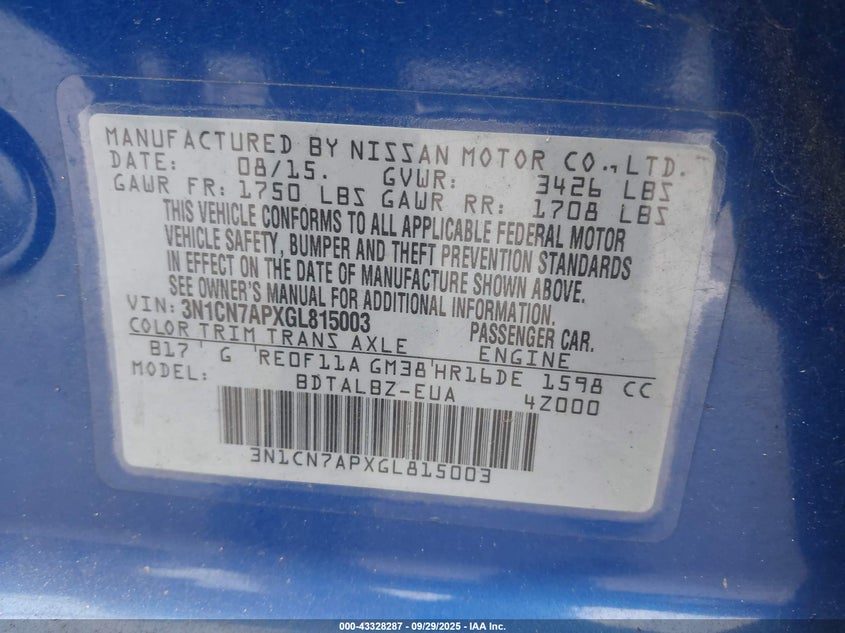 MANUFACTURED BY NISSAN MOTOR CO., LTD.
DATE: 08/15. GVWR: 3426 LBS
GAWR FR: 1750 LBS GAWR RR: 1708 LBS
THIS VEHICLE CONFORMS TO ALL APPLICABLE FEDERAL MOTOR
VEHICLE SAFETY, BUMPER AND THEFT PREVENTION STANDARDS
IN EFFECT ON THE DATE OF MANUFACTURE SHOWN ABOVE.
SEE OWNER'S MANUAL FOR ADDITIONAL INFORMATION.
VIN: 3N1CN7APXGL815003 PASSENGER CAR.
COLOR TRIM TRANS AXLE ENGINE
B17 G RE0F11A GM38 HR16DE 1598 CC
MODEL: BDTALBZ-EUA 4Z000
3N1CN7APXGL815003
000-43328287 - 09/29/2025 - IAA Inc.